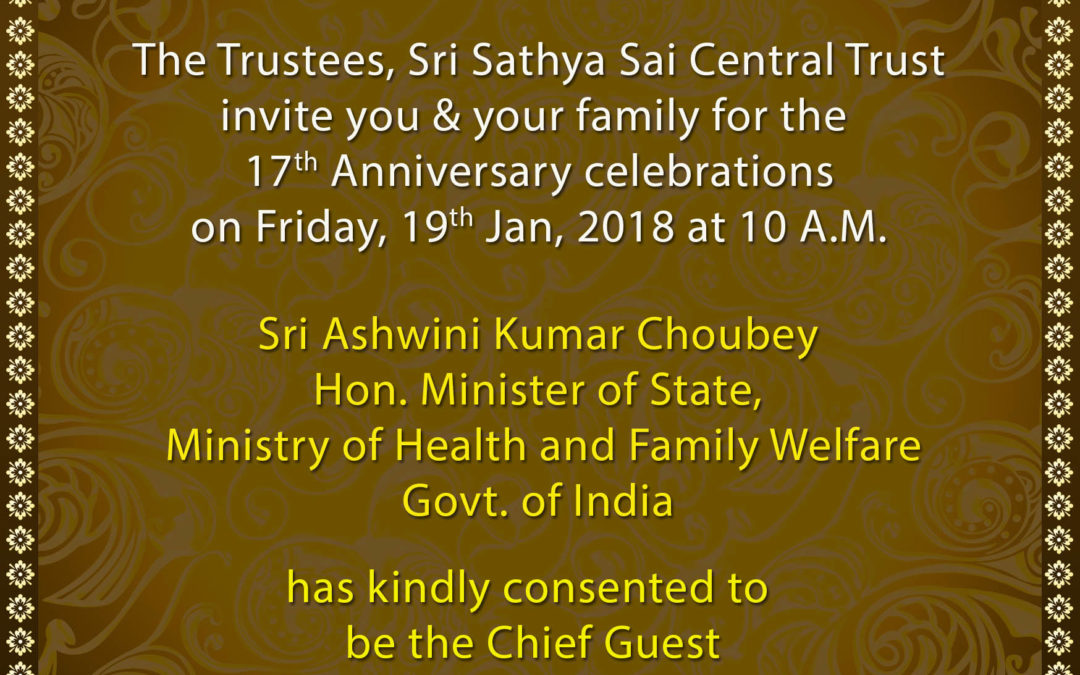 The Trustees, Sri Sathya Sai Central Trust
invite you & your family for the
17th Anniversary celebrations
on Friday, 19th Jan, 2018 at 10 A.M.
Sri Ashwini Kumar Choubey
Hon. Minister of State,
Ministry of Health and Family Welfare
Govt. of India
has kindly consented to
be the Chief Guest